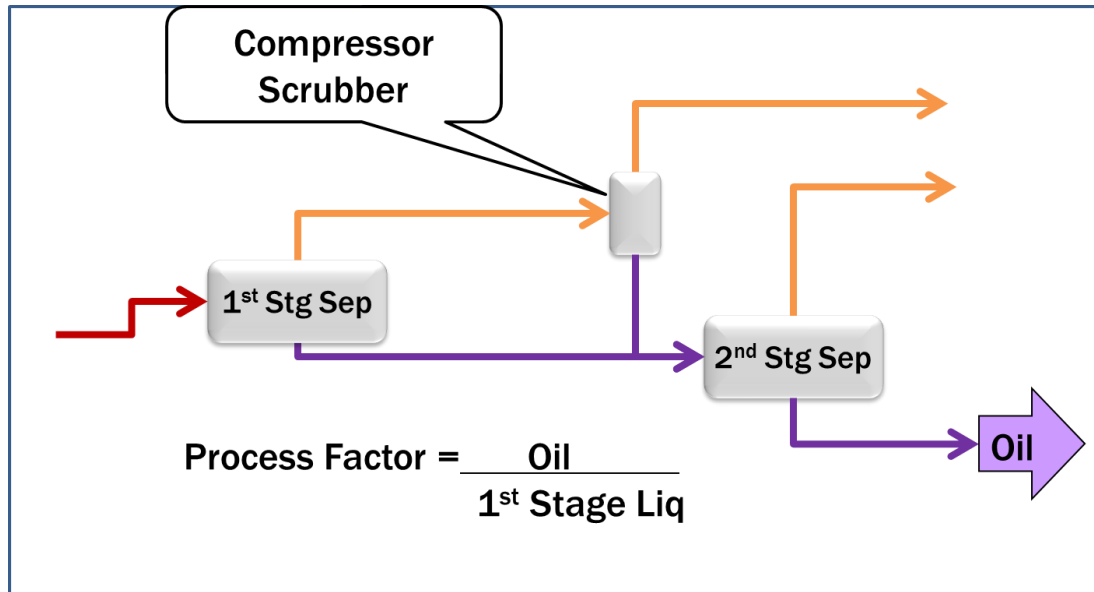 Compressor
Scrubber
1st Stg Sep
2nd Stg Sep
Oil
Process Factor = Oil
1st Stage Liq